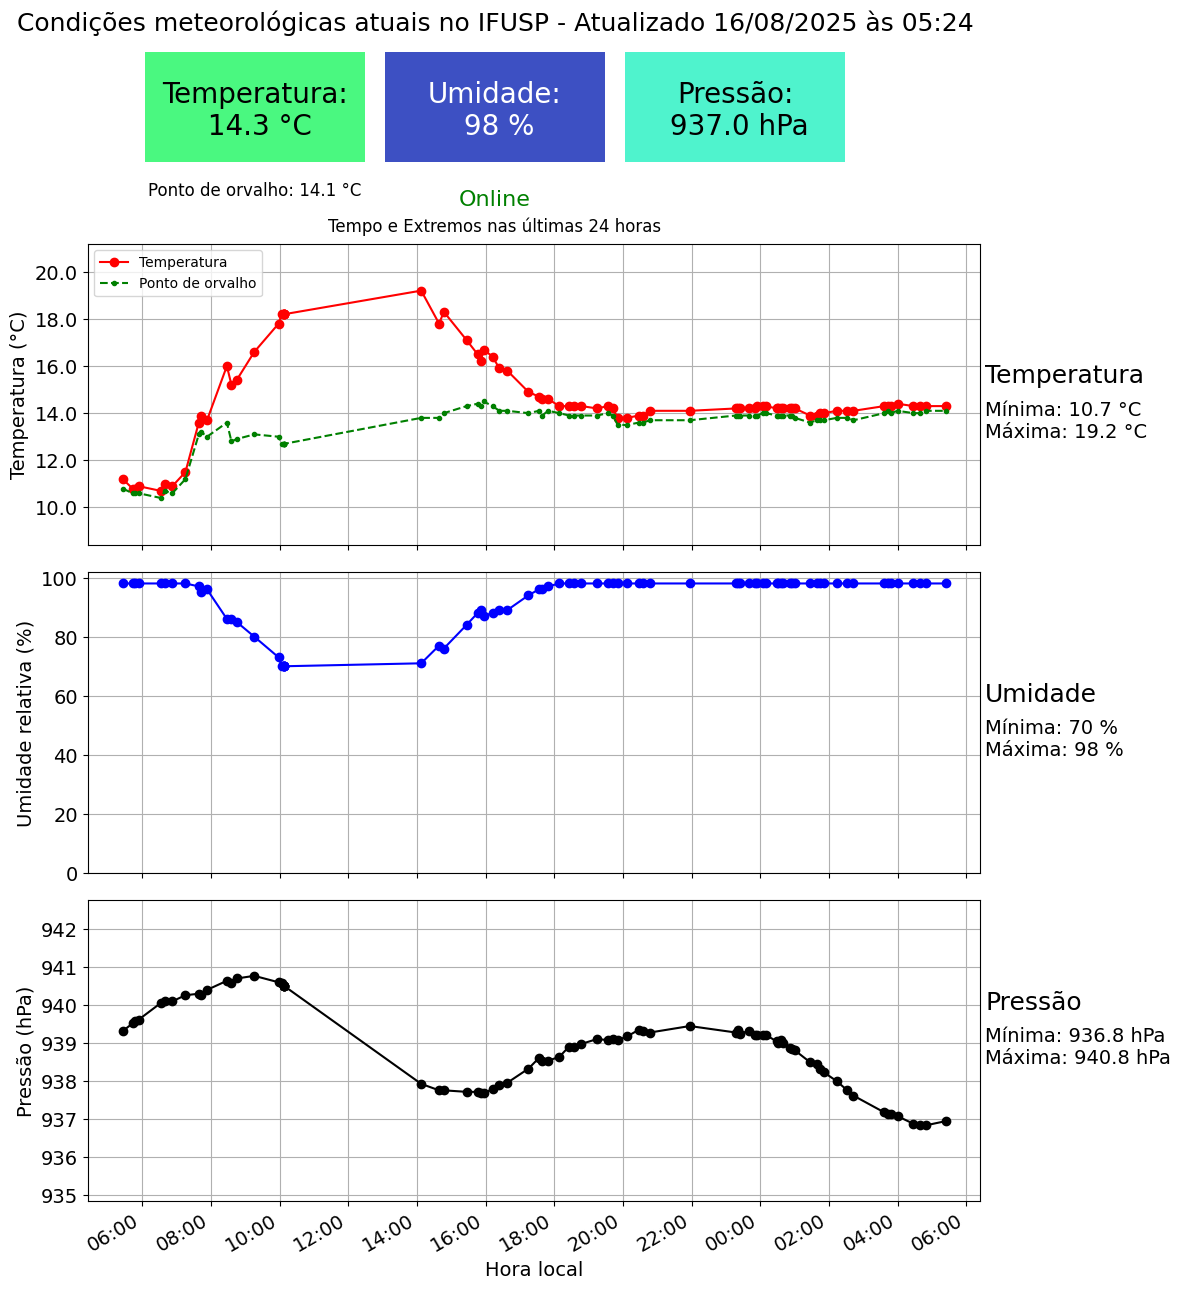 Condições meteorológicas atuais no IFUSP - Atualizado 16/08/2025 às 05:24
Temperatura:
14.3 °C
Umidade:
98 %
Pressão:
937.0 hPa
Ponto de orvalho: 14.1 °C
Online
Tempo e Extremos nas últimas 24 horas
Temperatura
Ponto de orvalho
Temperatura (°C)
20.0
18.0
16.0
14.0
12.0
10.0
Temperatura
Mínima: 10.7 °C
Máxima: 19.2 °C
Umidade relativa (%)
100
80
60
40
20
0
Umidade
Mínima: 70 %
Máxima: 98 %
Pressão (hPa)
942
941
940
939
938
937
936
935
Pressão
Mínima: 936.8 hPa
Máxima: 940.8 hPa
06:00 08:00 10:00 12:00 14:00 16:00 18:00 20:00 22:00 00:00 02:00 04:00 06:00
Hora local